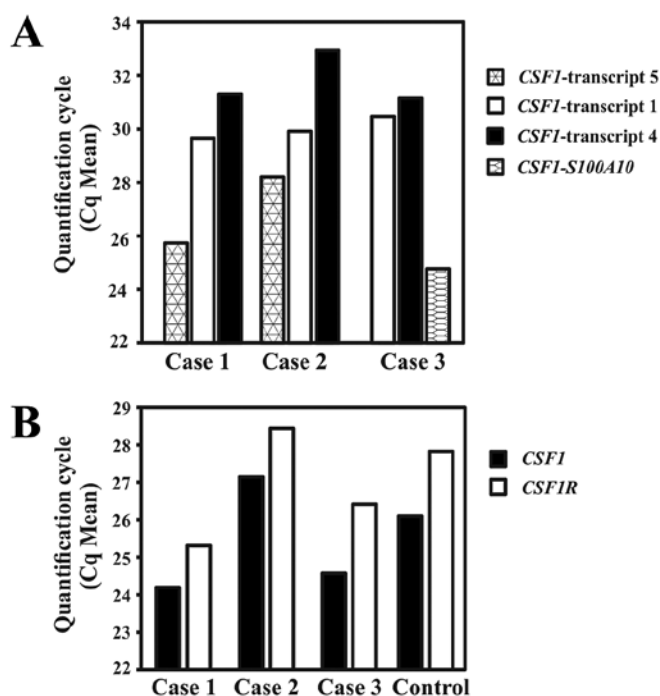 A
Quantification cycle
(Cq Mean)
34
32
30
28
26
24
22
Case 1 Case 2 Case 3
CSF1-transcript 5
CSF1-transcript 1
CSF1-transcript 4
CSF1-S100A10
B
Quantification cycle
(Cq Mean)
29
28
27
26
25
24
23
22
Case 1 Case 2 Case 3 Control
CSF1
CSF1R